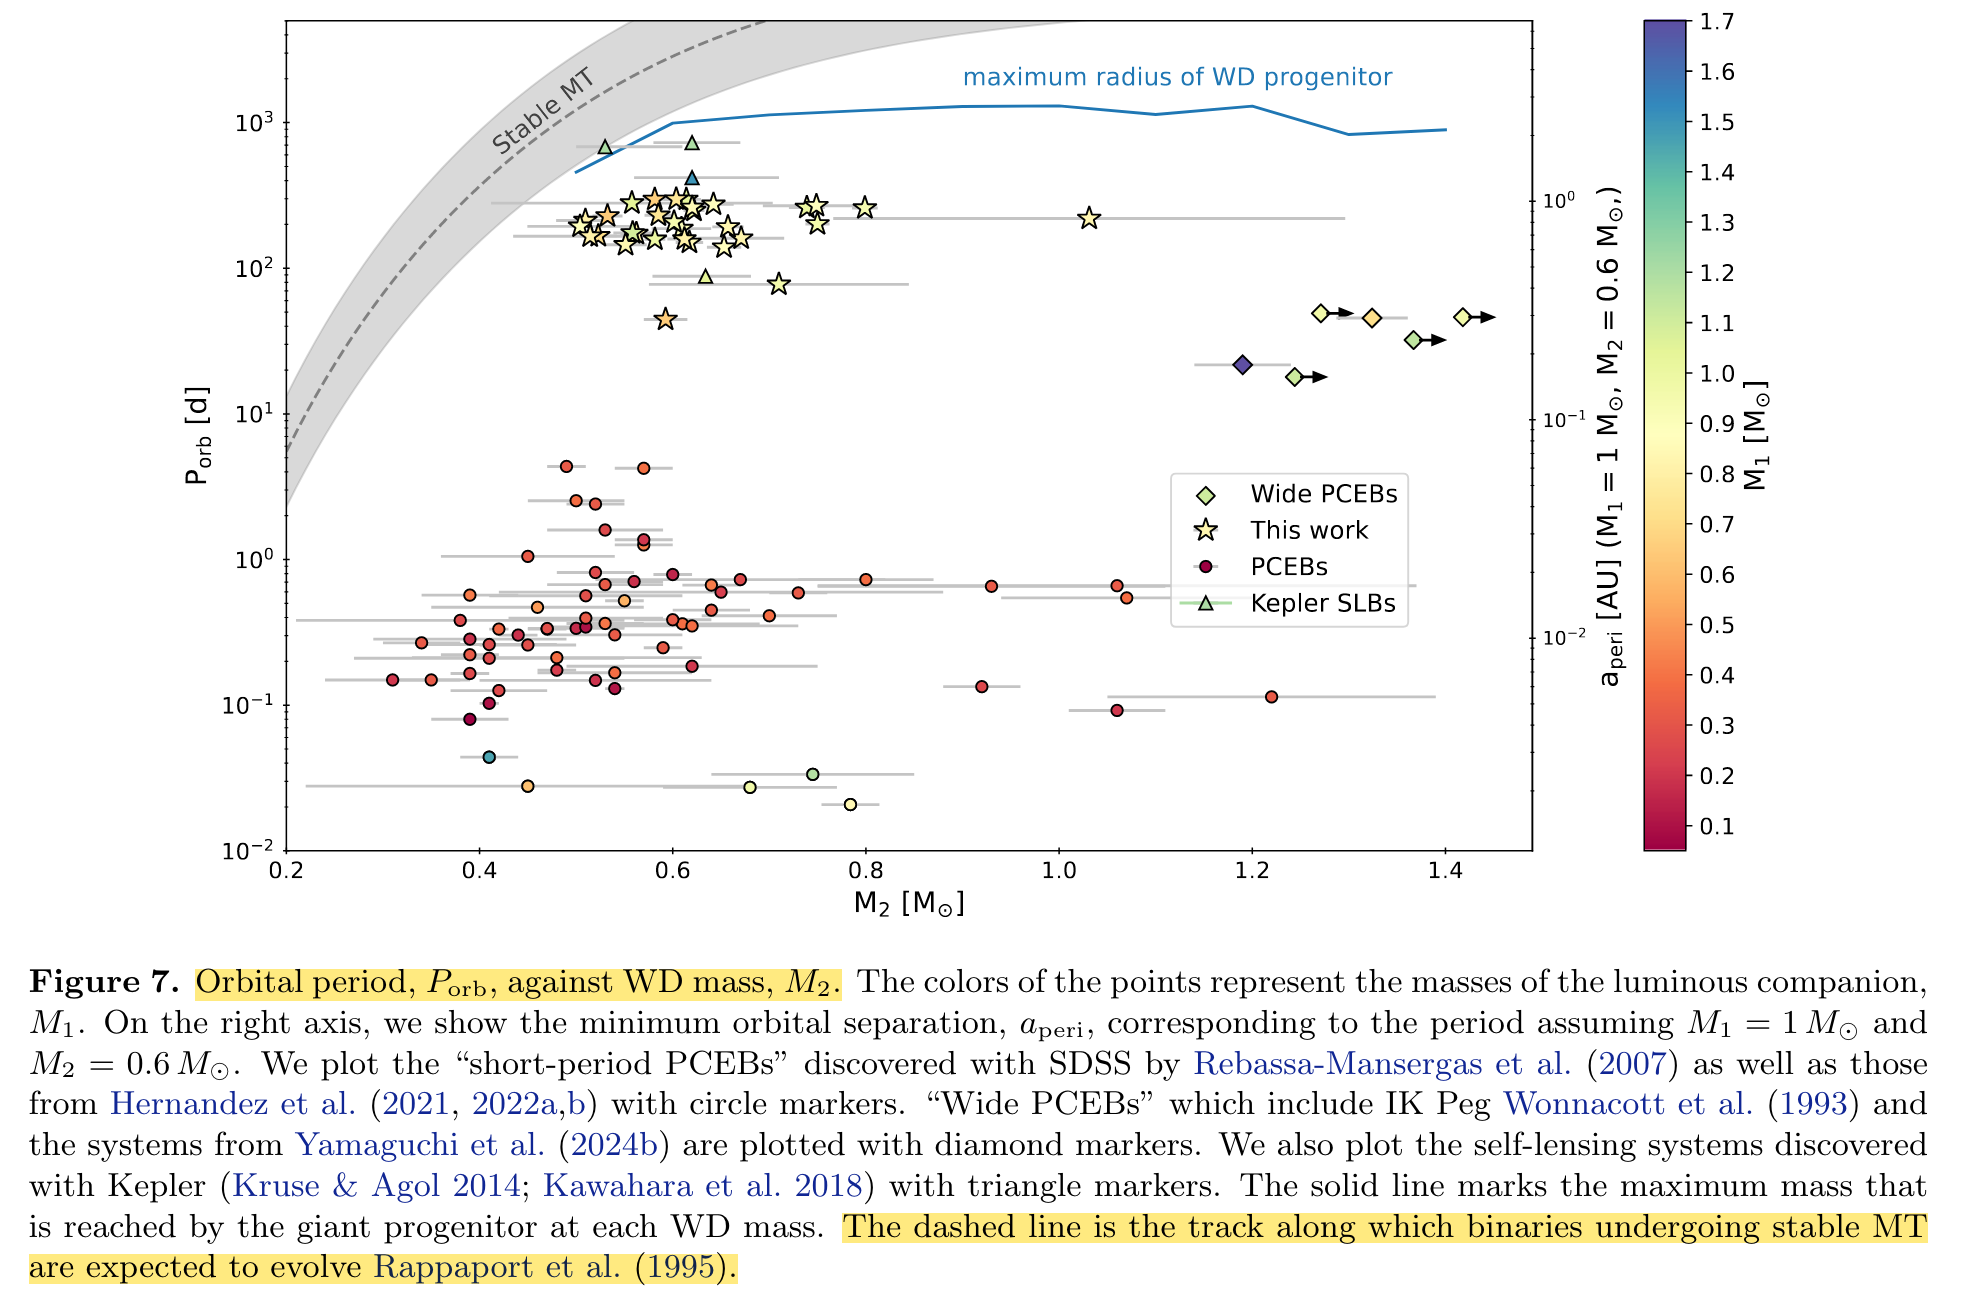 maximum radius of WD progenitor
Stable MT
10³
10²
10¹
10⁰
10⁻¹
10⁻²
P_orb [d]
0.2 0.4 0.6 0.8 1.0 1.2 1.4
M₂ [M⊙]
10⁰
10⁻¹
10⁻²
a_peri [AU] (M₁ = 1 M⊙, M₂ = 0.6 M⊙,)
Wide PCEBs
This work
PCEBs
Kepler SLBs
1.7
1.6
1.5
1.4
1.3
1.2
1.1
1.0
0.9
0.8
0.7
0.6
0.5
0.4
0.3
0.2
0.1
M₁ [M⊙]
Figure 7. Orbital period, P_orb, against WD mass, M₂. The colors of the points represent the masses of the luminous companion,
M₁. On the right axis, we show the minimum orbital separation, a_peri, corresponding to the period assuming M₁ = 1 M⊙ and
M₂ = 0.6 M⊙. We plot the “short-period PCEBs” discovered with SDSS by Rebassa-Mansergas et al. (2007) as well as those
from Hernandez et al. (2021, 2022a,b) with circle markers. “Wide PCEBs” which include IK Peg Wonnacott et al. (1993) and
the systems from Yamaguchi et al. (2024b) are plotted with diamond markers. We also plot the self-lensing systems discovered
with Kepler (Kruse & Agol 2014; Kawahara et al. 2018) with triangle markers. The solid line marks the maximum mass that
is reached by the giant progenitor at each WD mass. The dashed line is the track along which binaries undergoing stable MT
are expected to evolve Rappaport et al. (1995).